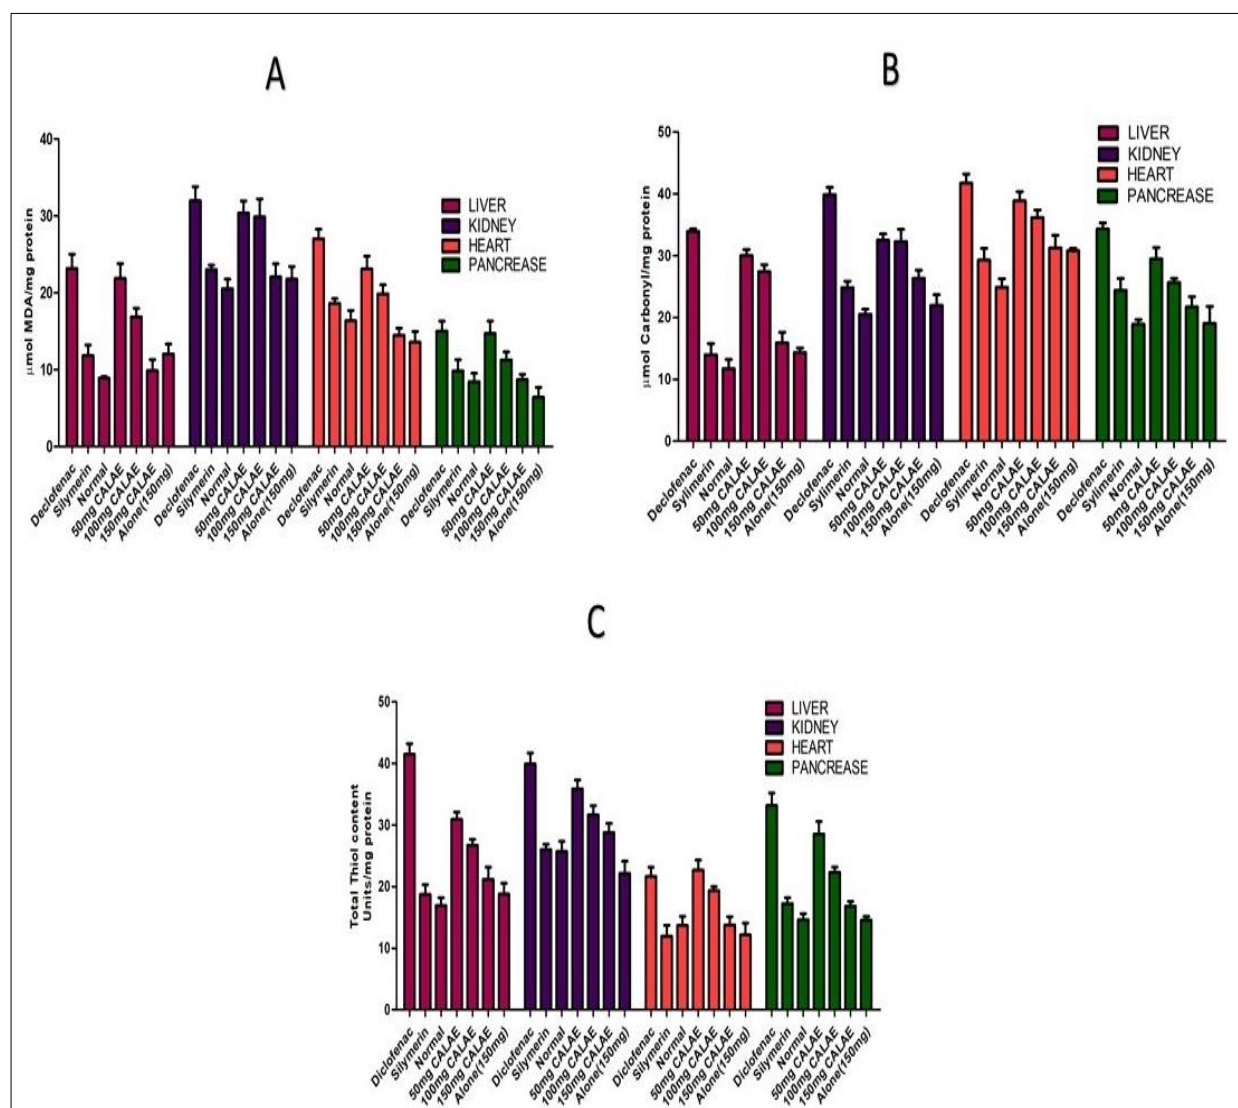 A
B
40
30
20
10
0
µmol MDA/mg protein
LIVER
KIDNEY
HEART
PANCREASE
Declofenac
Silymerin
Normal
50mg CALAE
100mg CALAE
150mg CALAE
Alone(150mg)
Declofenac
Silymerin
Normal
50mg CALAE
100mg CALAE
150mg CALAE
Alone(150mg)
Declofenac
Silymerin
Normal
50mg CALAE
100mg CALAE
150mg CALAE
Alone(150mg)
Declofenac
Silymerin
Normal
50mg CALAE
100mg CALAE
150mg CALAE
Alone(150mg)
50
40
30
20
10
0
µmol Carbonyl/mg protein
LIVER
KIDNEY
HEART
PANCREASE
Declofenac
Sylimerin
Normal
50mg CALAE
100mg CALAE
150mg CALAE
Alone(150mg)
Declofenac
Sylimerin
Normal
50mg CALAE
100mg CALAE
150mg CALAE
Alone(150mg)
Declofenac
Sylimerin
Normal
50mg CALAE
100mg CALAE
150mg CALAE
Alone(150mg)
Declofenac
Sylimerin
Normal
50mg CALAE
100mg CALAE
150mg CALAE
Alone(150mg)
C
50
40
30
20
10
0
Total Thiol content
Units/mg protein
LIVER
KIDNEY
HEART
PANCREASE
Diclofenac
Silymerin
Normal
50mg CALAE
100mg CALAE
150mg CALAE
Alone(150mg)
Diclofenac
Silymerin
Normal
50mg CALAE
100mg CALAE
150mg CALAE
Alone(150mg)
Diclofenac
Silymerin
Normal
50mg CALAE
100mg CALAE
150mg CALAE
Alone(150mg)
Diclofenac
Silymerin
Normal
50mg CALAE
100mg CALAE
150mg CALAE
Alone(150mg)